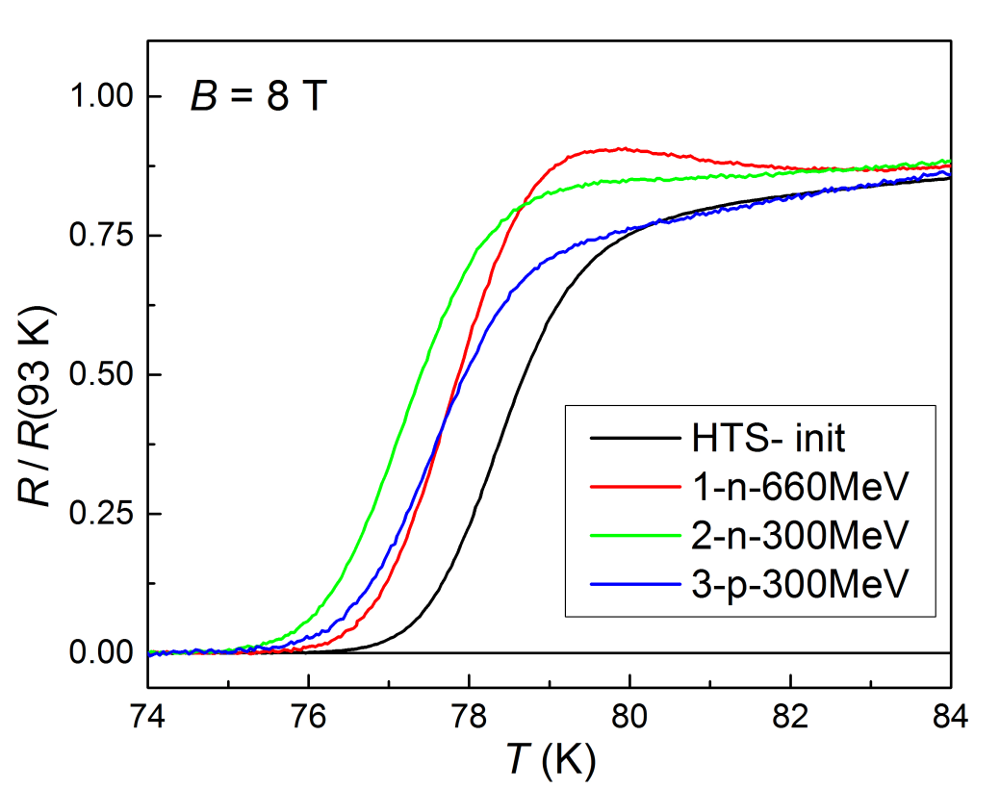 B = 8 T
1.00
0.75
0.50
0.25
0.00
R / R(93 K)
HTS- init
1-n-660MeV
2-n-300MeV
3-p-300MeV
74 76 78 80 82 84
T (K)